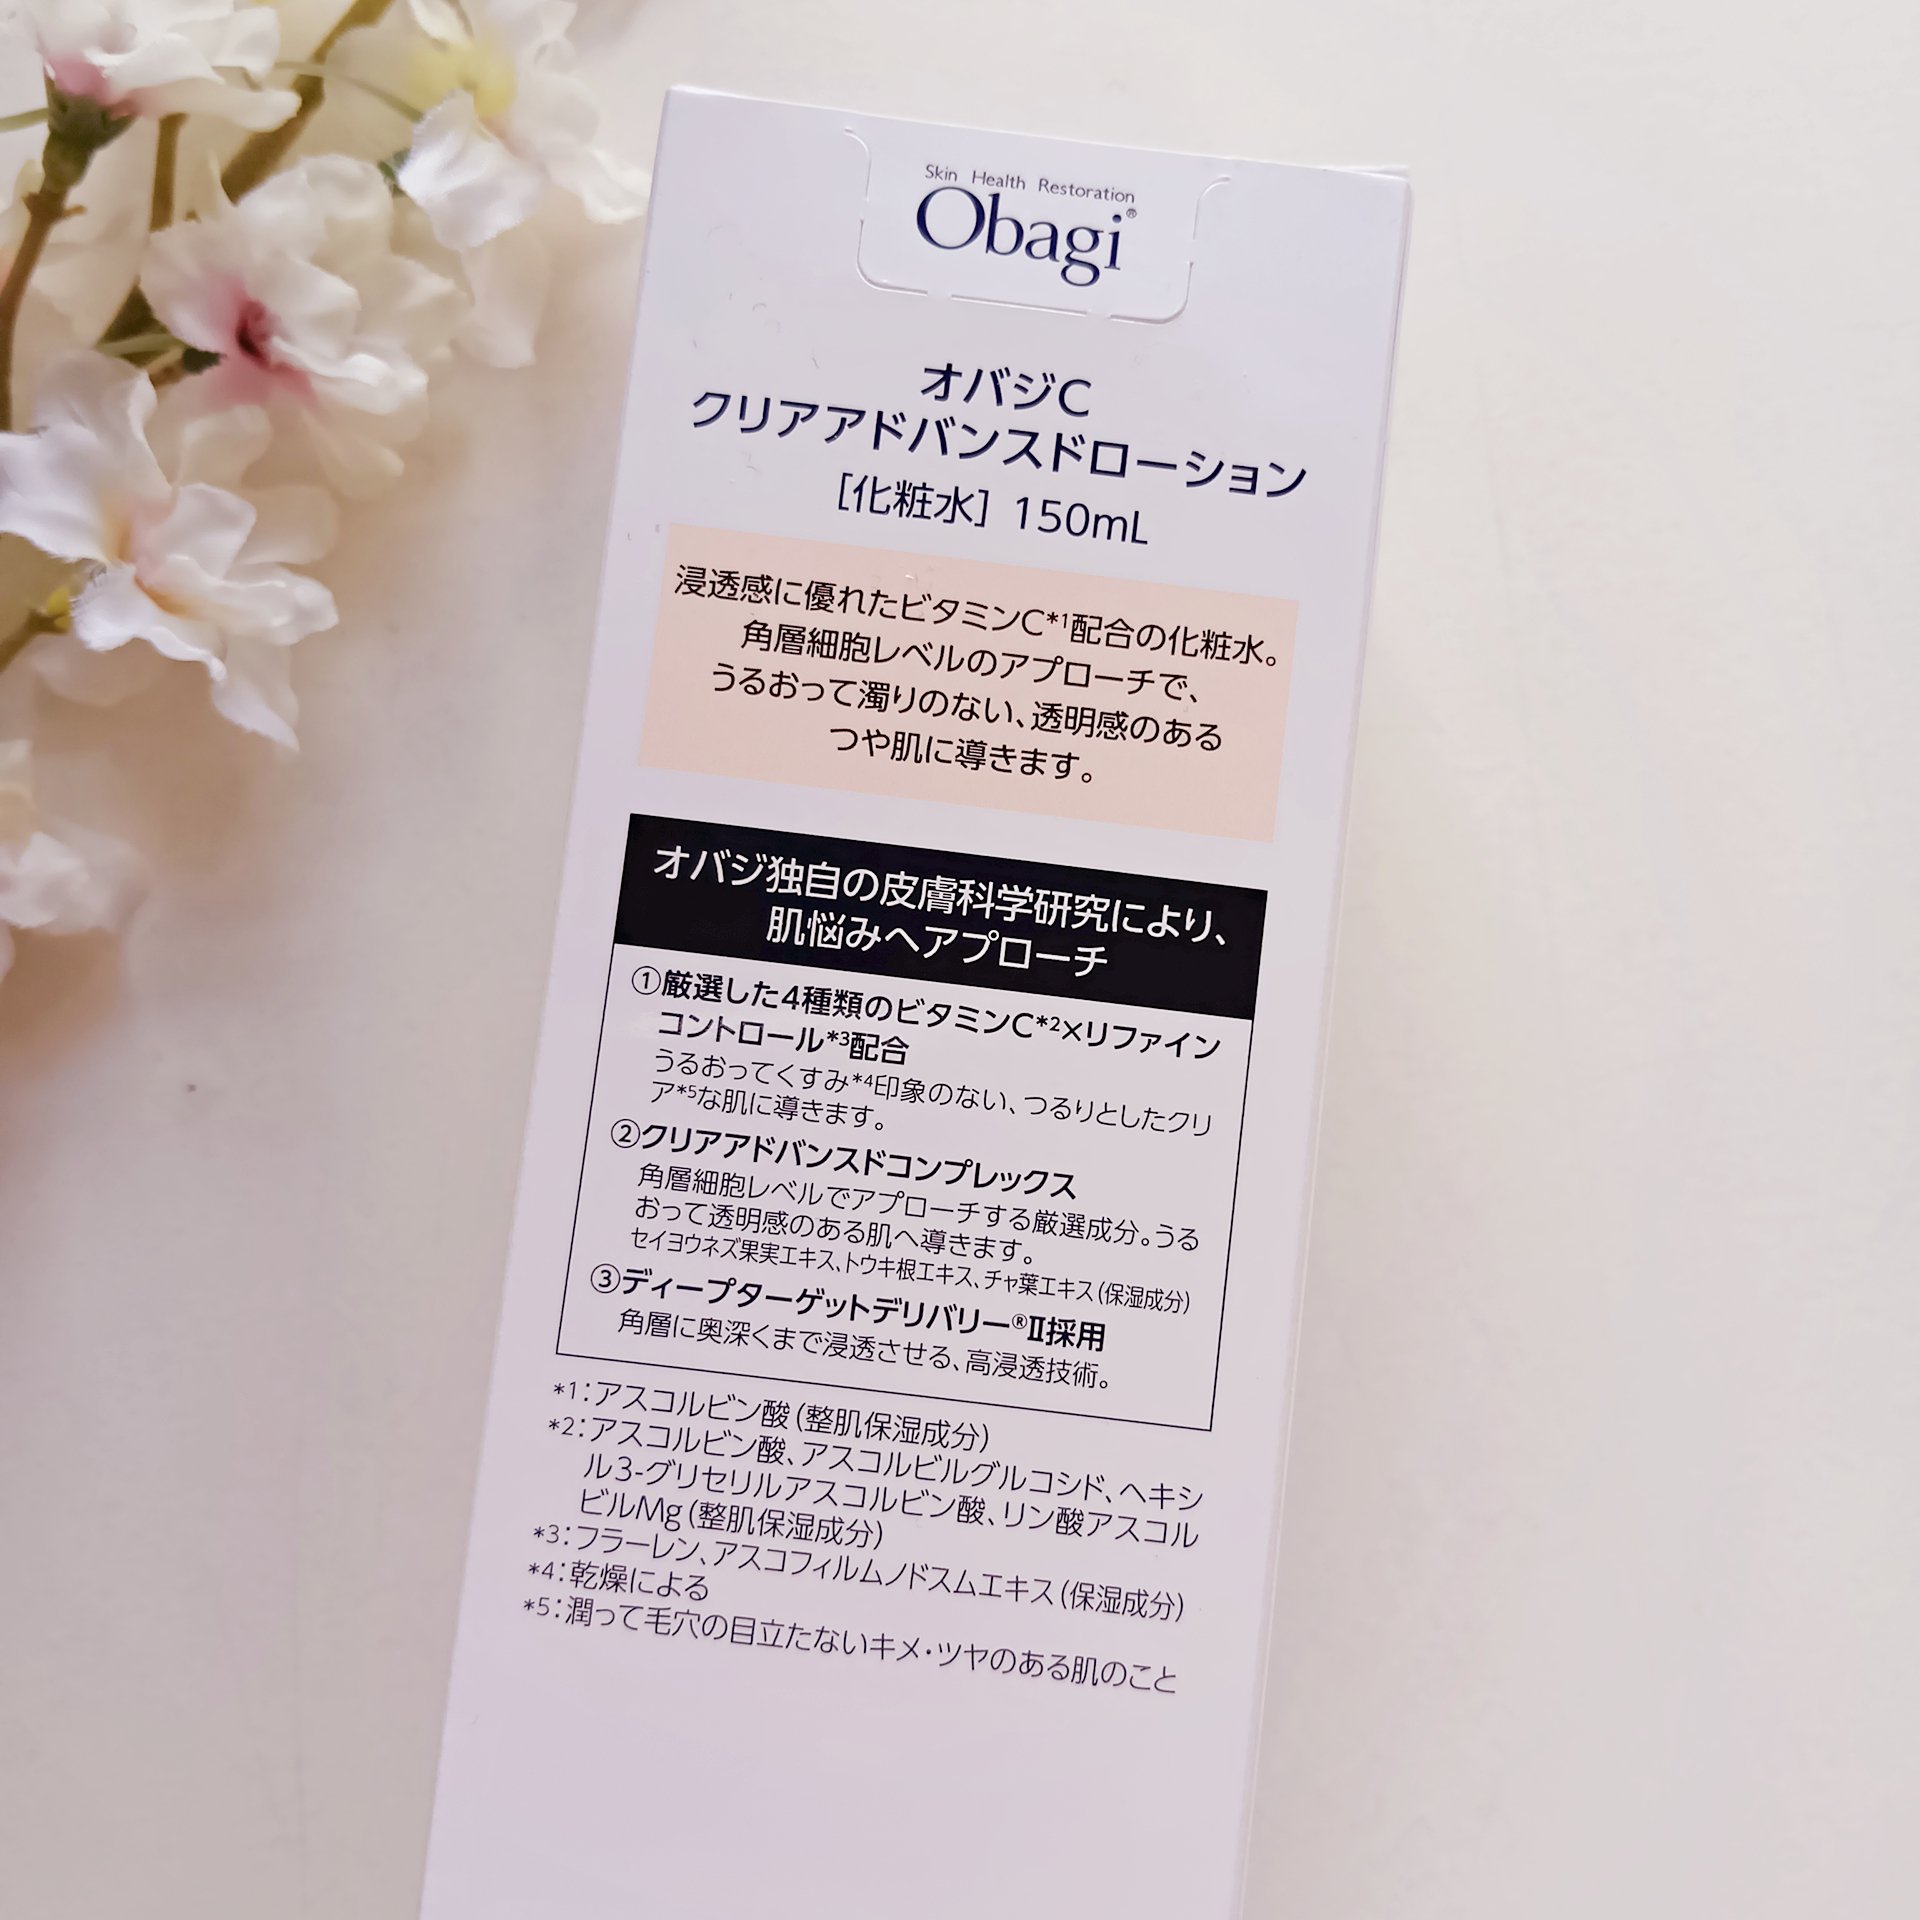 Skin Health Restoration
Obagi®
オバジC
クリアアドバンスドローション
[化粧水] 150mL
浸透感に優れたビタミンC*1配合の化粧水。
角層細胞レベルのアプローチで、
うるおって濁りのない、透明感のある
つや肌に導きます。
オバジ独自の皮膚科学研究により、
肌悩みへアプローチ
①厳選した4種類のビタミンC*2×リファイン
コントロール*3配合
うるおってくすみ*4印象のない、つるりとしたクリ
ア*5な肌に導きます。
②クリアアドバンスドコンプレックス
角層細胞レベルでアプローチする厳選成分。うる
おって透明感のある肌へ導きます。
セイヨウネズ果実エキス、トウキ根エキス、チャ葉エキス(保湿成分)
③ディープターゲットデリバリー®Ⅱ採用
角層に奥深くまで浸透させる、高浸透技術。
*1:アスコルビン酸(整肌保湿成分)
*2:アスコルビン酸、アスコルビルグルコシド、ヘキシ
ル3-グリセリルアスコルビン酸、リン酸アスコル
ビルMg(整肌保湿成分)
*3:フラーレン、アスコフィルムノドスムエキス(保湿成分)
*4:乾燥による
*5:潤って毛穴の目立たないキメ・ツヤのある肌のこと